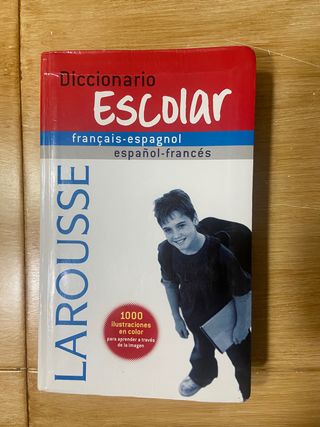 Diccionario
Escolar
français-espagnol
español-francés
LAROUSSE
1000
ilustraciones
en color
para aprender a través
de la imagen